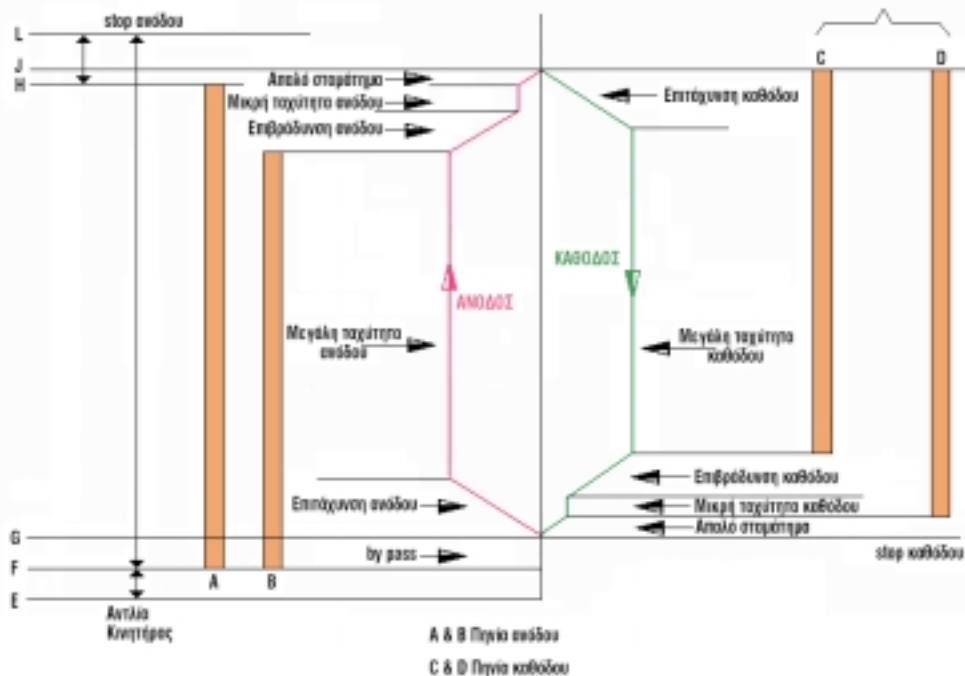 L
stop ανόδου
J
H
C
D
Απαλό σταμάτημα
Μικρή ταχύτητα ανόδου
Επιβράδυνση ανόδου
Επιτάχυνση καθόδου
ΚΑΘΟΔΟΣ
ΑΝΟΔΟΣ
Μεγάλη ταχύτητα
ανόδού
Μεγάλη ταχύτητα
καθόδου
Επιτάχυνση ανόδου
Επιβράδυνση καθόδου
Μικρή ταχύτητα καθόδου
Απαλό σταμάτημα
G
by pass
stop καθόδου
F
A
B
E
Αντλία
Κινητήρας
A & B Πηνία ανόδου
C & D Πηνία καθόδου